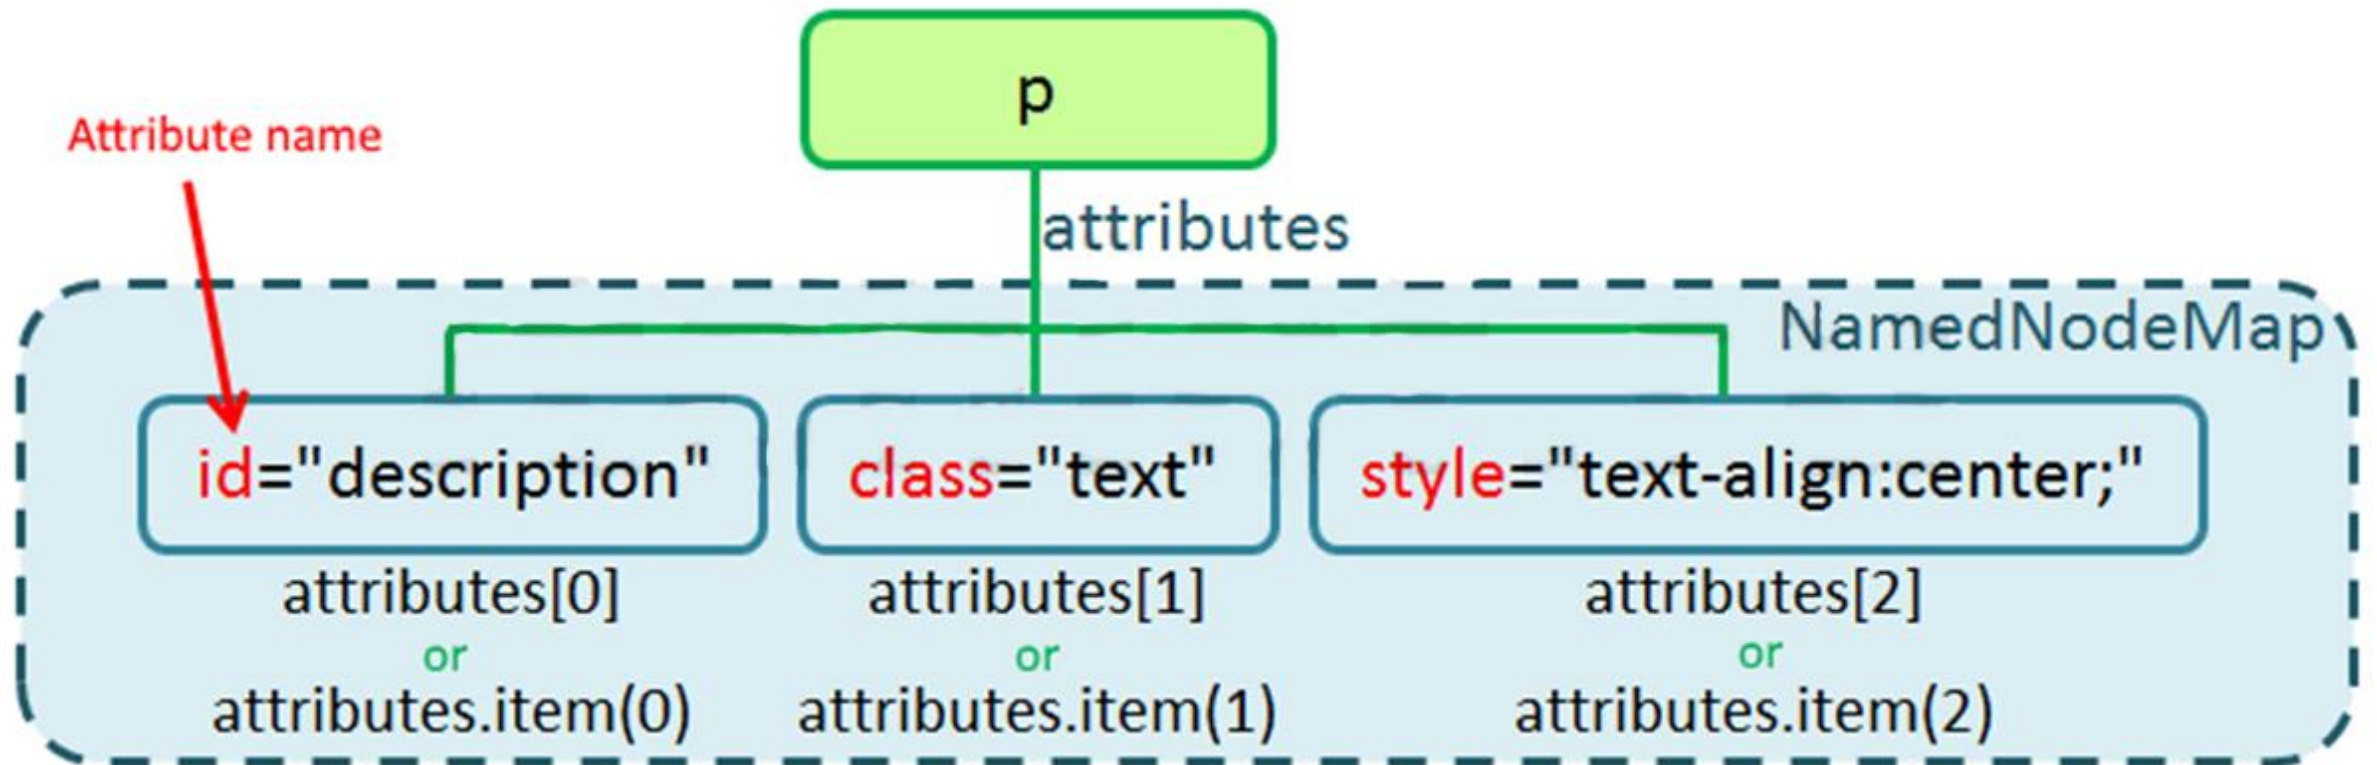 p
Attribute name
attributes
NamedNodeMap
id="description"
class="text"
style="text-align:center;"
attributes[0]
attributes[1]
attributes[2]
or
or
or
attributes.item(0)
attributes.item(1)
attributes.item(2)